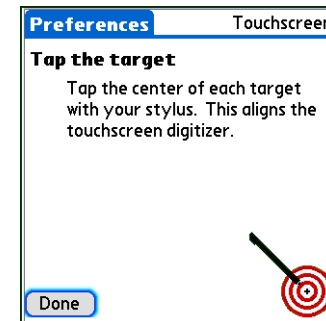 Preferences Touchscreen
Tap the target
Tap the center of each target
with your stylus. This aligns the
touchscreen digitizer.
Done